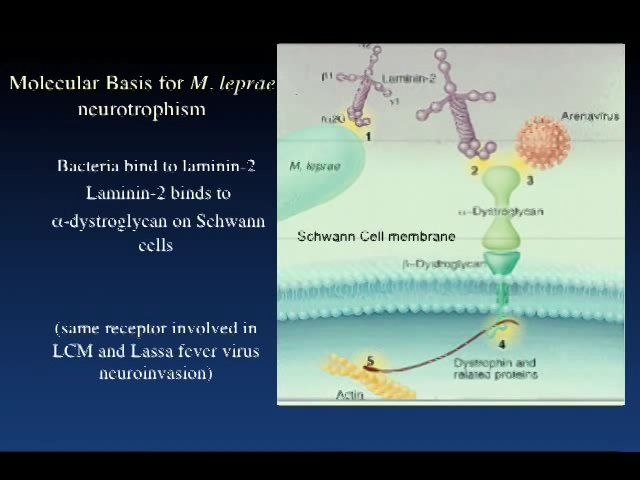 Molecular Basis for M. leprae
neurotrophism
Bacteria bind to laminin-2
Laminin-2 binds to
α-dystroglycan on Schwann
cells
(same receptor involved in
LCM and Lassa fever virus
neuroinvasion)
α2
β1
Laminin-2
γ1
1
Arenavirus
M. leprae
2
3
α-Dystroglycan
Schwann Cell membrane
β-Dystroglycan
4
5
Dystrophin and
related proteins
Actin